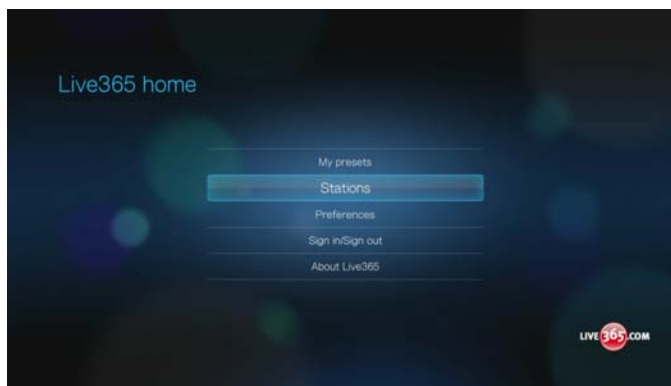 Live365 home
My presets
Stations
Preferences
Sign in/Sign out
About Live365
LIVE365.COM